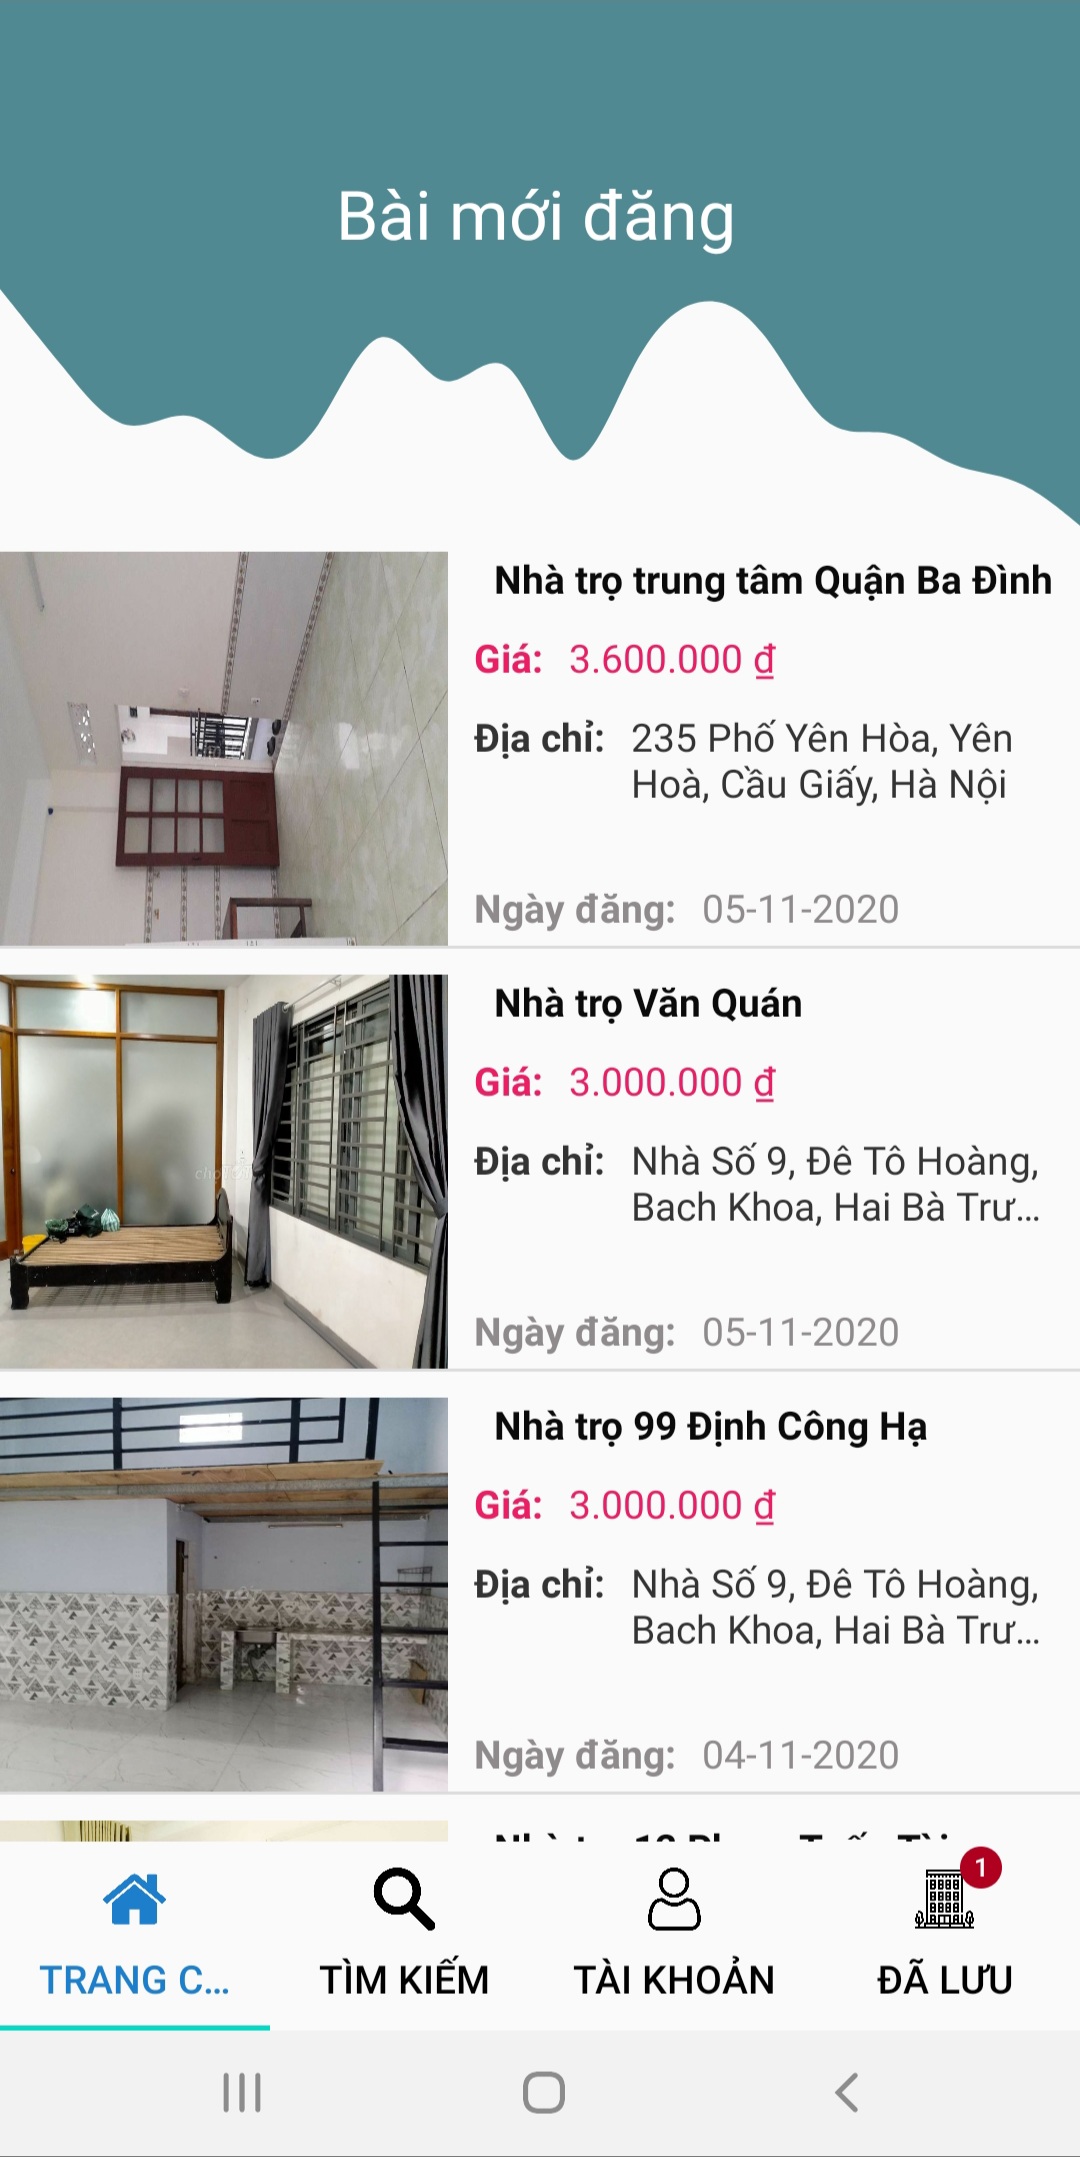 Bài mới đăng
Nhà trọ trung tâm Quận Ba Đình
Giá: 3.600.000 ₫
Địa chỉ: 235 Phố Yên Hòa, Yên
Hoà, Cầu Giấy, Hà Nội
Ngày đăng: 05-11-2020
Nhà trọ Văn Quán
Giá: 3.000.000 ₫
Địa chỉ: Nhà Số 9, Đê Tô Hoàng,
Bach Khoa, Hai Bà Trư...
Ngày đăng: 05-11-2020
Nhà trọ 99 Định Công Hạ
Giá: 3.000.000 ₫
Địa chỉ: Nhà Số 9, Đê Tô Hoàng,
Bach Khoa, Hai Bà Trư...
Ngày đăng: 04-11-2020
1
TRANG C...
TÌM KIẾM
TÀI KHOẢN
ĐÃ LƯU